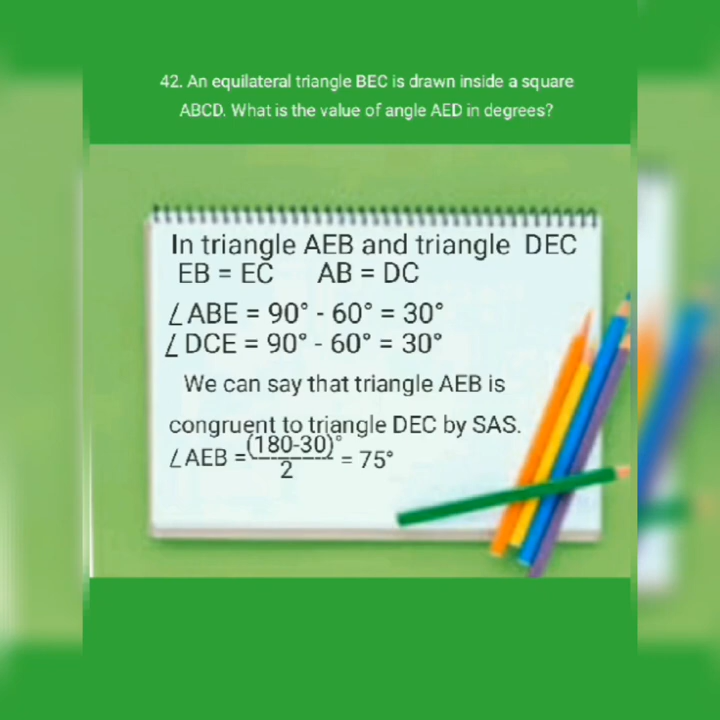 42. An equilateral triangle BEC is drawn inside a square
ABCD. What is the value of angle AED in degrees?
In triangle AEB and triangle DEC
EB = EC AB = DC
∠ABE = 90° - 60° = 30°
∠DCE = 90° - 60° = 30°
We can say that triangle AEB is
congruent to triangle DEC by SAS.
∠AEB = (180-30)°/2 = 75°